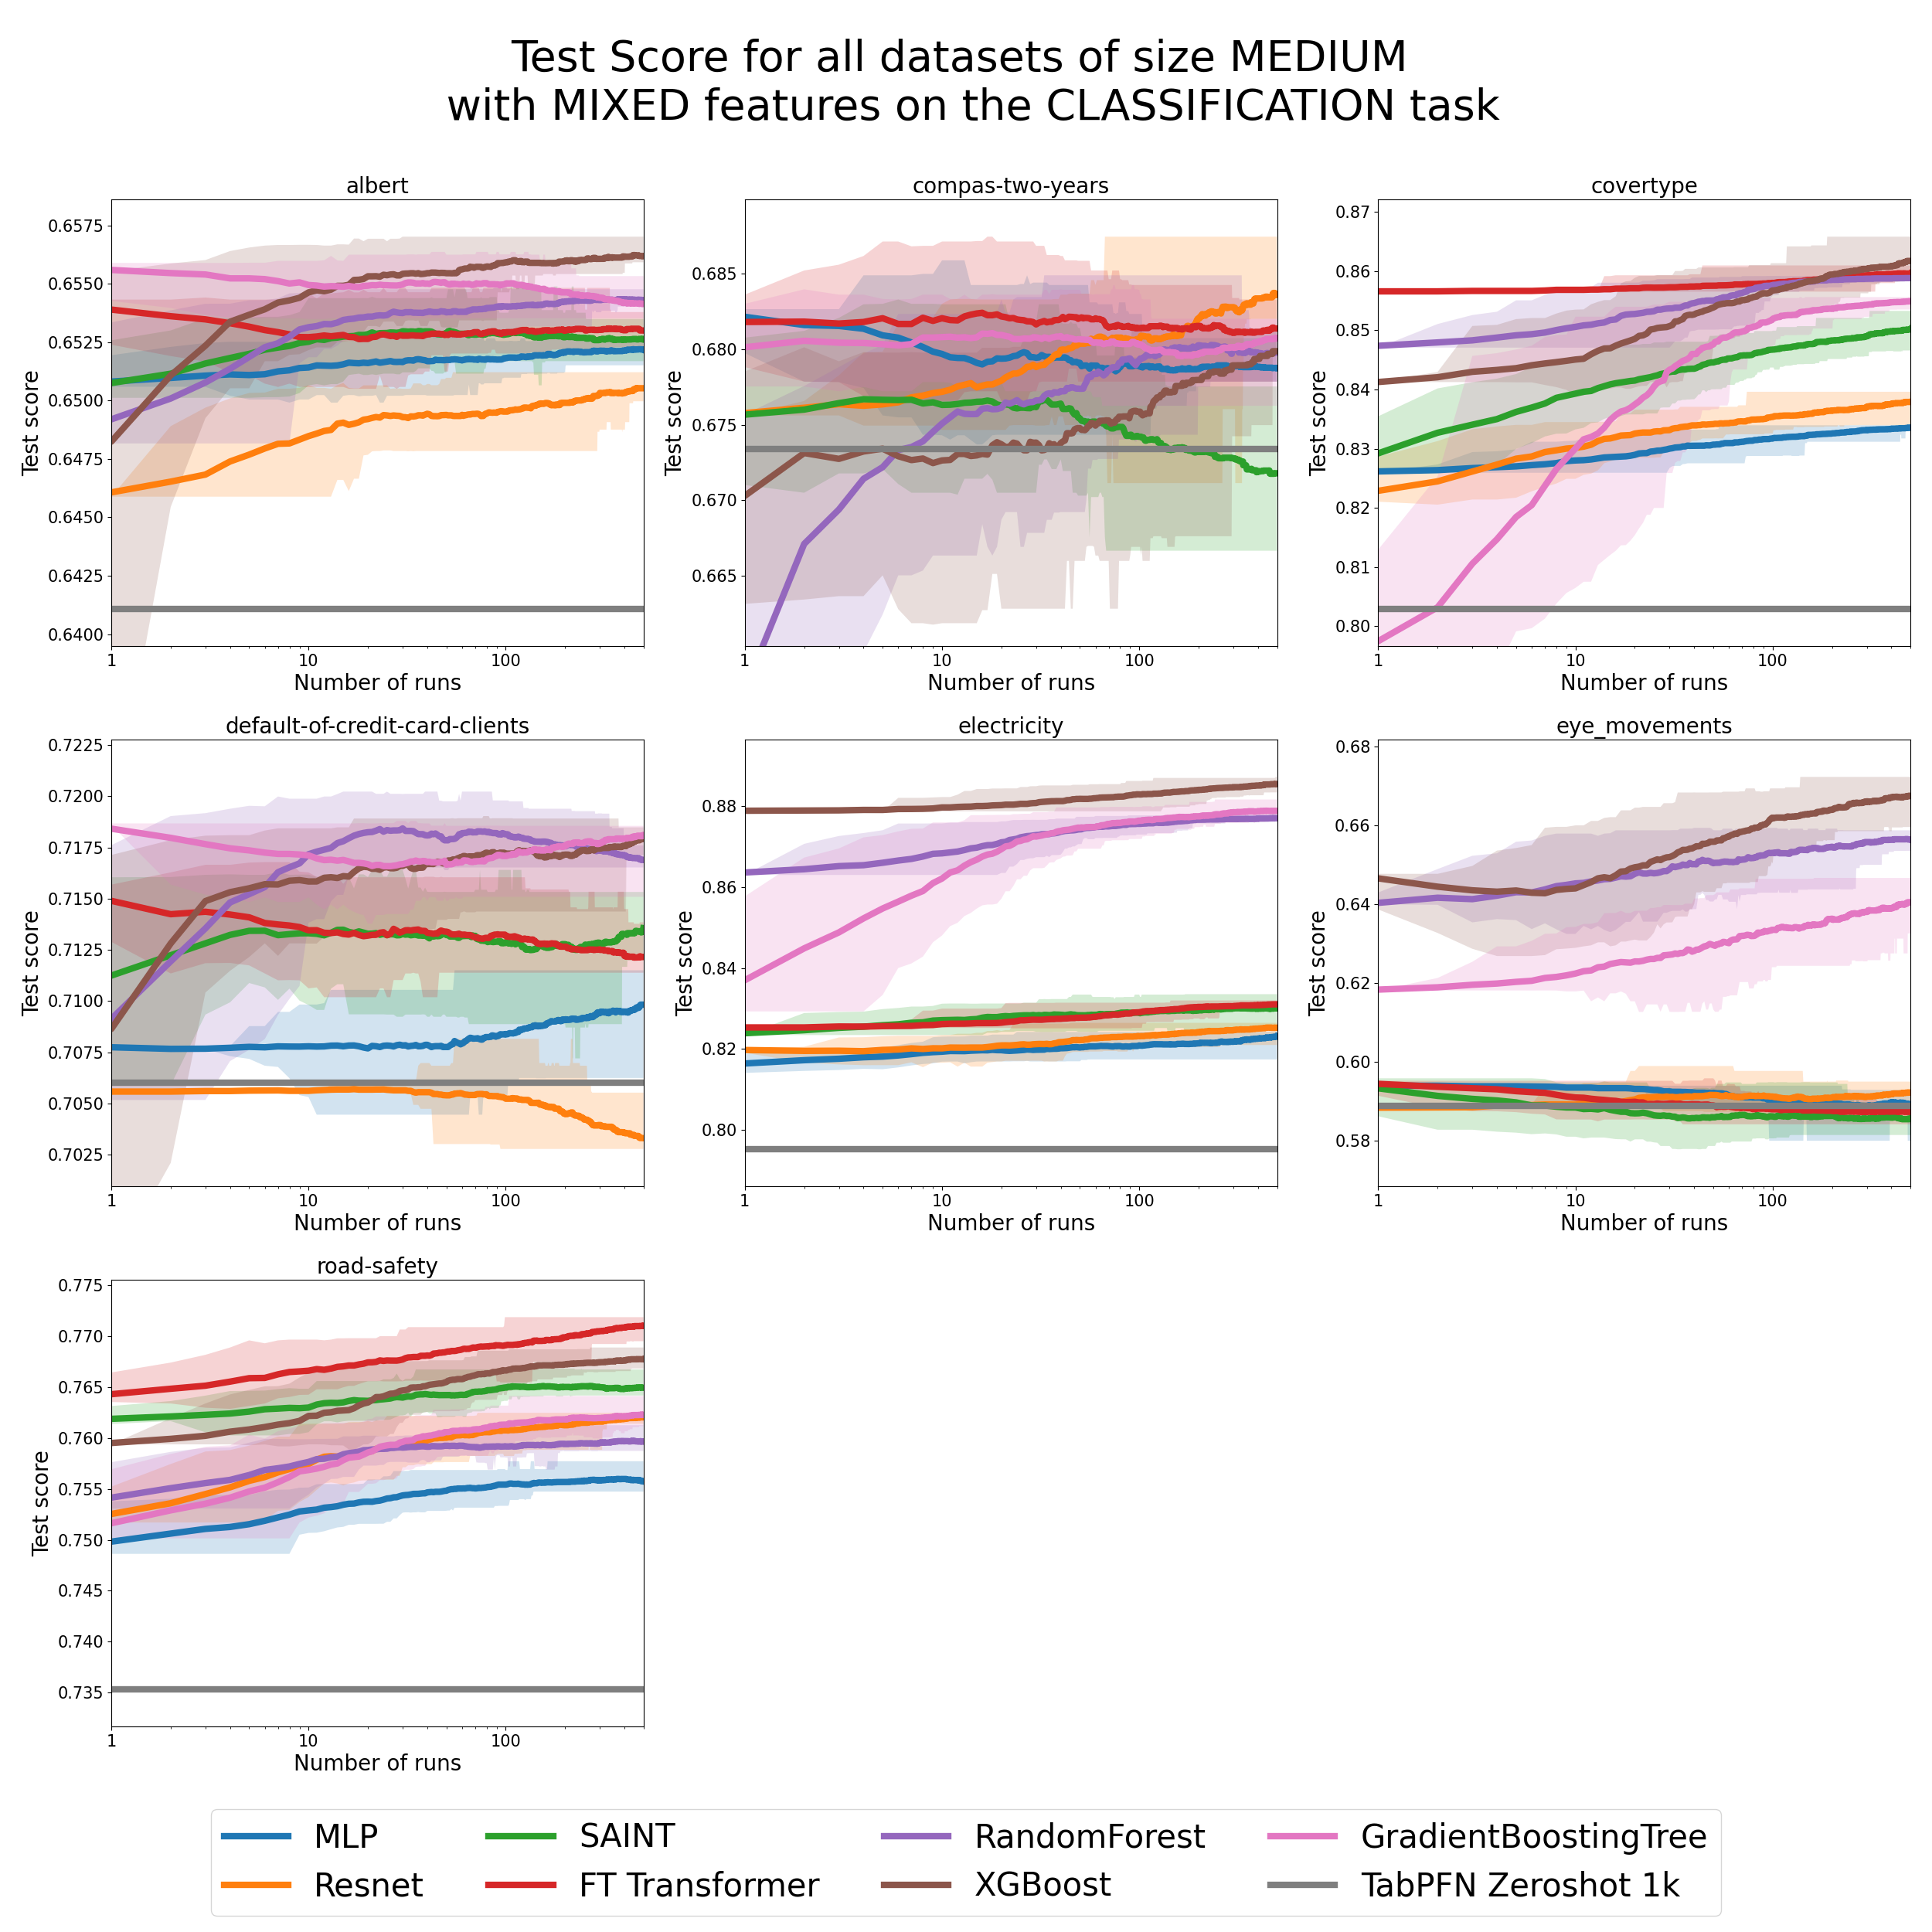 Test Score for all datasets of size MEDIUM
with MIXED features on the CLASSIFICATION task
albert
Test score
0.6575
0.6550
0.6525
0.6500
0.6475
0.6450
0.6425
0.6400
1 10 100
Number of runs
compas-two-years
Test score
0.685
0.680
0.675
0.670
0.665
1 10 100
Number of runs
covertype
Test score
0.87
0.86
0.85
0.84
0.83
0.82
0.81
0.80
1 10 100
Number of runs
default-of-credit-card-clients
Test score
0.7225
0.7200
0.7175
0.7150
0.7125
0.7100
0.7075
0.7050
0.7025
1 10 100
Number of runs
electricity
Test score
0.88
0.86
0.84
0.82
0.80
1 10 100
Number of runs
eye_movements
Test score
0.68
0.66
0.64
0.62
0.60
0.58
1 10 100
Number of runs
road-safety
Test score
0.775
0.770
0.765
0.760
0.755
0.750
0.745
0.740
0.735
1 10 100
Number of runs
MLP SAINT RandomForest GradientBoostingTree
Resnet FT Transformer XGBoost TabPFN Zeroshot 1k